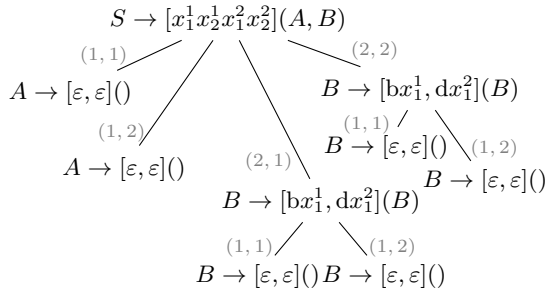 S → [x₁¹x₂¹x₁²x₂²](A, B)
(1, 1)
(2, 2)
A → [ε, ε]()
B → [bx₁¹, dx₁²](B)
(1, 1)
(1, 2)
B → [ε, ε]()
(1, 2)
A → [ε, ε]()
(2, 1)
B → [ε, ε]()
B → [bx₁¹, dx₁²](B)
(1, 1)
(1, 2)
B → [ε, ε]() B → [ε, ε]()